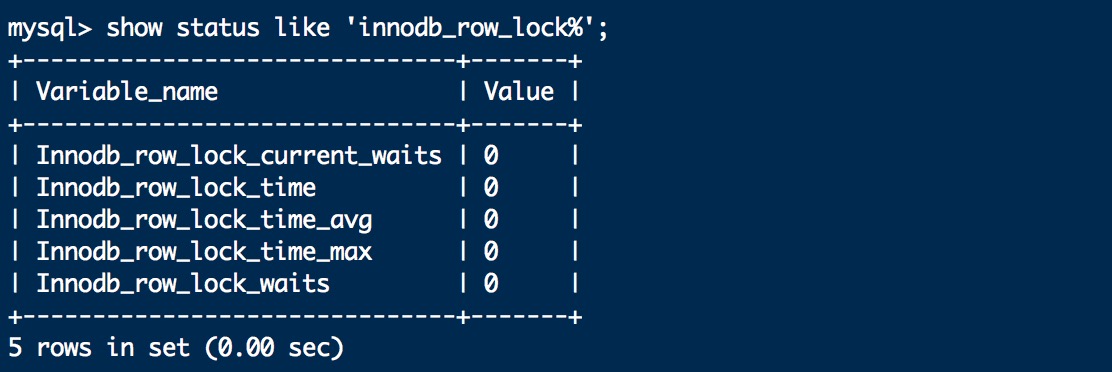 mysql> show status like 'innodb_row_lock%';
+-------------------------------+-------+
| Variable_name                 | Value |
+-------------------------------+-------+
| Innodb_row_lock_current_waits | 0     |
| Innodb_row_lock_time          | 0     |
| Innodb_row_lock_time_avg      | 0     |
| Innodb_row_lock_time_max      | 0     |
| Innodb_row_lock_waits         | 0     |
+-------------------------------+-------+
5 rows in set (0.00 sec)